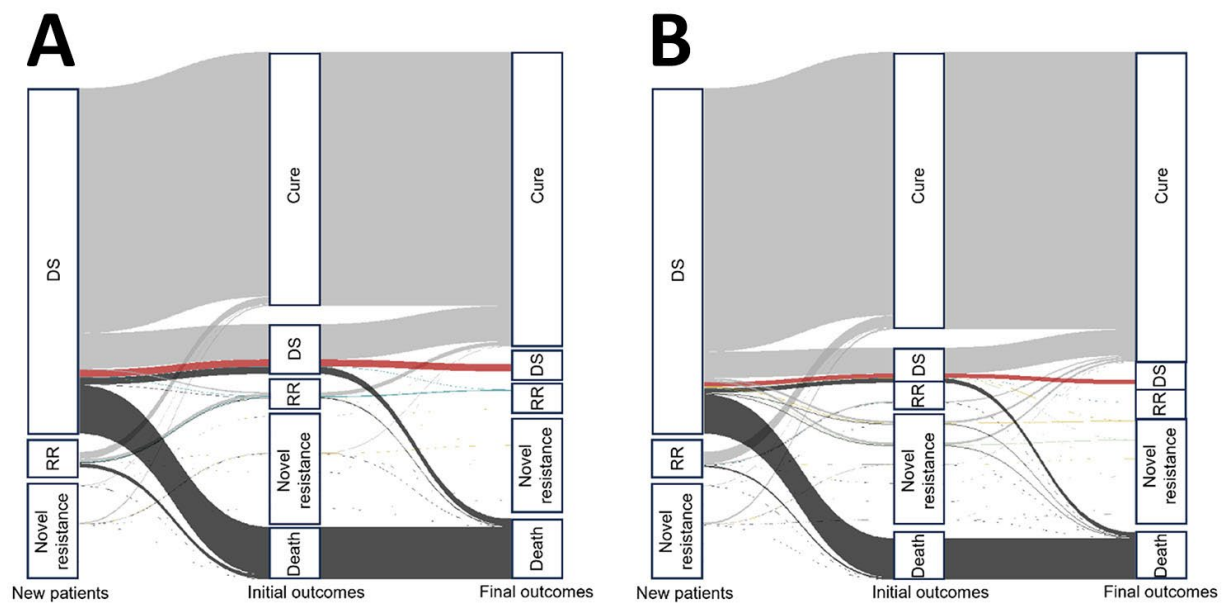 A
DS
RR
Novel
resistance
New patients
Cure
DS
RR
Novel
resistance
Death
Initial outcomes
Cure
DS
RR
Novel
resistance
Death
Final outcomes
B
DS
RR
Novel
resistance
New patients
Cure
DS
RR
Novel
resistance
Death
Initial outcomes
Cure
DS
RR
Novel
resistance
Death
Final outcomes